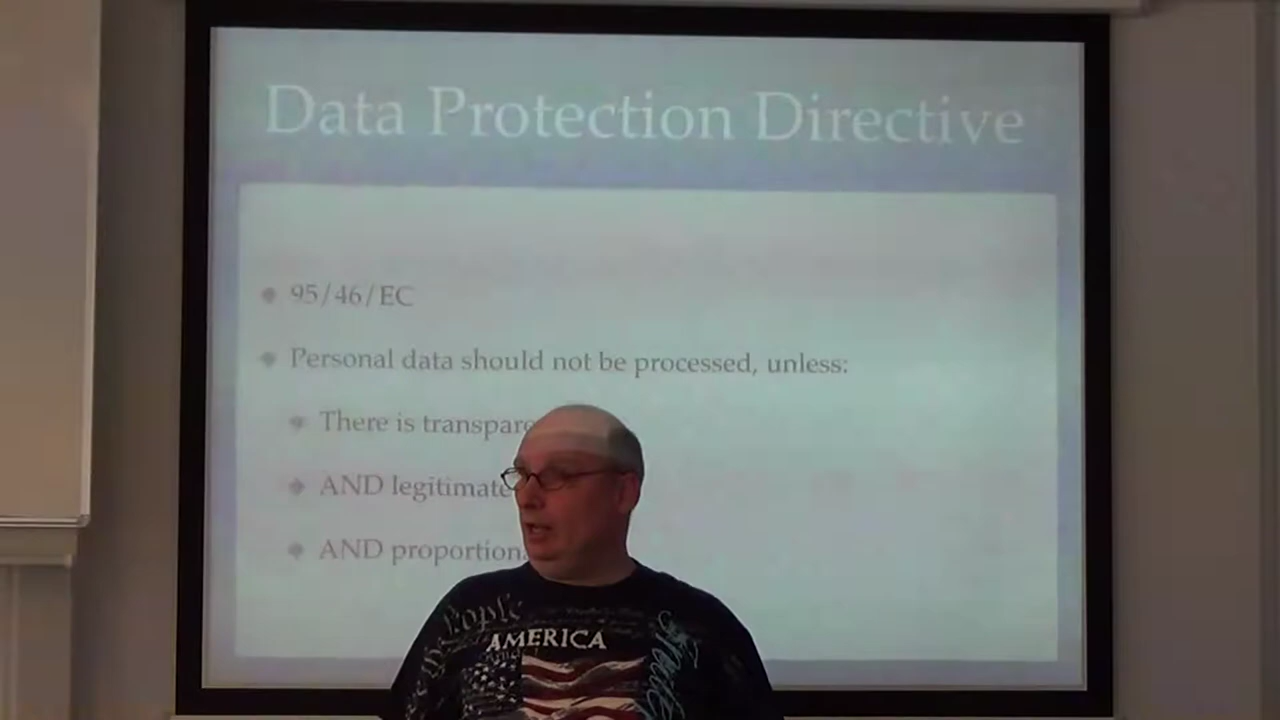 Data Protection Directive
95/46/EC
Personal data should not be processed, unless:
There is transpare
AND legitimate
AND proportiona
People
AMERICA